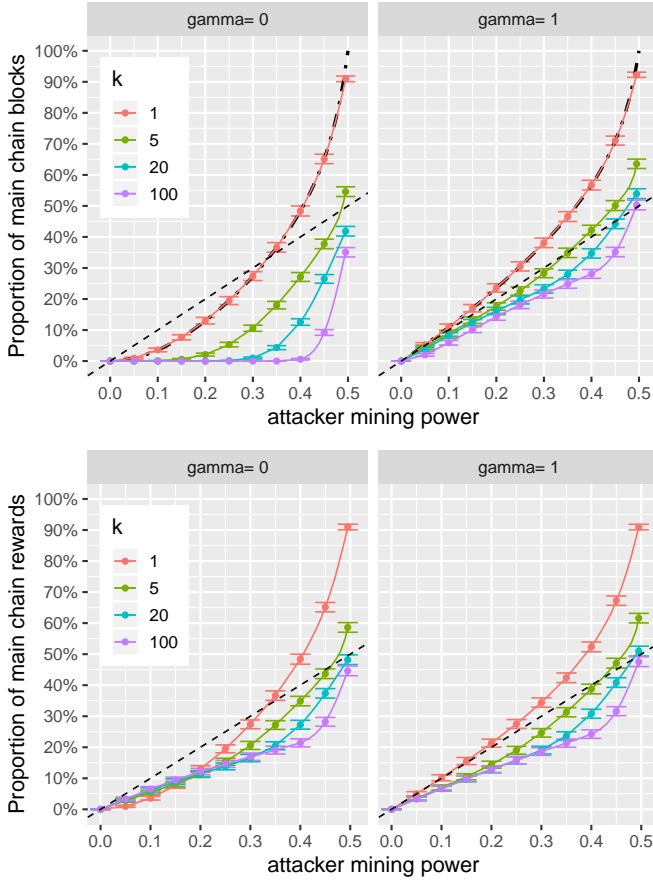 gamma= 0
gamma= 1
Proportion of main chain blocks
100%
90%
80%
70%
60%
50%
40%
30%
20%
10%
0%
k
1
5
20
100
0.0 0.1 0.2 0.3 0.4 0.5
0.0 0.1 0.2 0.3 0.4 0.5
attacker mining power
gamma= 0
gamma= 1
Proportion of main chain rewards
100%
90%
80%
70%
60%
50%
40%
30%
20%
10%
0%
k
1
5
20
100
0.0 0.1 0.2 0.3 0.4 0.5
0.0 0.1 0.2 0.3 0.4 0.5
attacker mining power